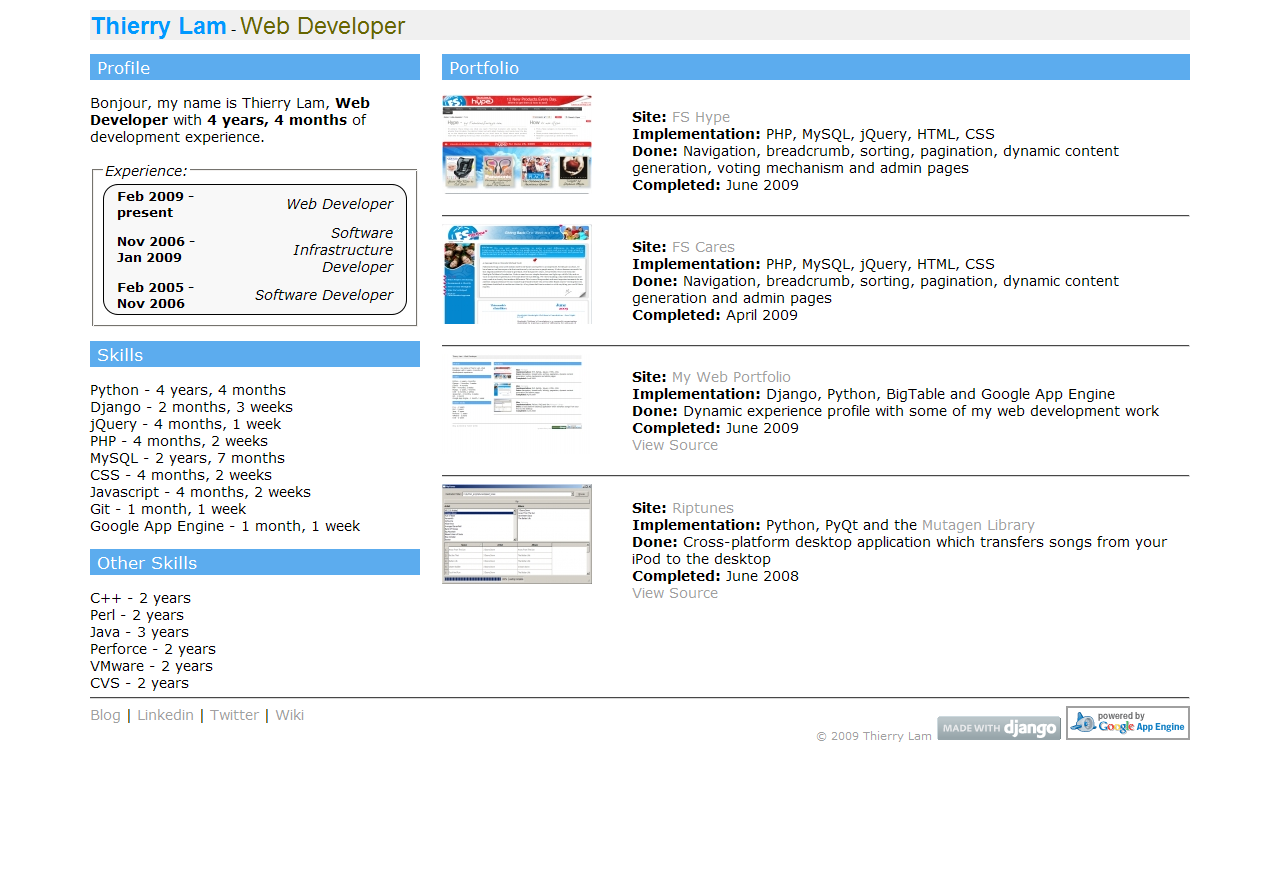 Thierry Lam - Web Developer
Profile
Bonjour, my name is Thierry Lam, Web
Developer with 4 years, 4 months of
development experience.
Experience:
Feb 2009 -
present
Web Developer
Nov 2006 -
Jan 2009
Software
Infrastructure
Developer
Feb 2005 -
Nov 2006
Software Developer
Skills
Python - 4 years, 4 months
Django - 2 months, 3 weeks
jQuery - 4 months, 1 week
PHP - 4 months, 2 weeks
MySQL - 2 years, 7 months
CSS - 4 months, 2 weeks
Javascript - 4 months, 2 weeks
Git - 1 month, 1 week
Google App Engine - 1 month, 1 week
Other Skills
C++ - 2 years
Perl - 2 years
Java - 3 years
Perforce - 2 years
VMware - 2 years
CVS - 2 years
Portfolio
FS
hype
Site: FS Hype
Implementation: PHP, MySQL, jQuery, HTML, CSS
Done: Navigation, breadcrumb, sorting, pagination, dynamic content
generation, voting mechanism and admin pages
Completed: June 2009
Site: FS Cares
Implementation: PHP, MySQL, jQuery, HTML, CSS
Done: Navigation, breadcrumb, sorting, pagination, dynamic content
generation and admin pages
Completed: April 2009
Site: My Web Portfolio
Implementation: Django, Python, BigTable and Google App Engine
Done: Dynamic experience profile with some of my web development work
Completed: June 2009
View Source
Site: Riptunes
Implementation: Python, PyQt and the Mutagen Library
Done: Cross-platform desktop application which transfers songs from your
iPod to the desktop
Completed: June 2008
View Source
Blog | Linkedin | Twitter | Wiki
© 2009 Thierry Lam
MADE WITH django
powered by
Google App Engine